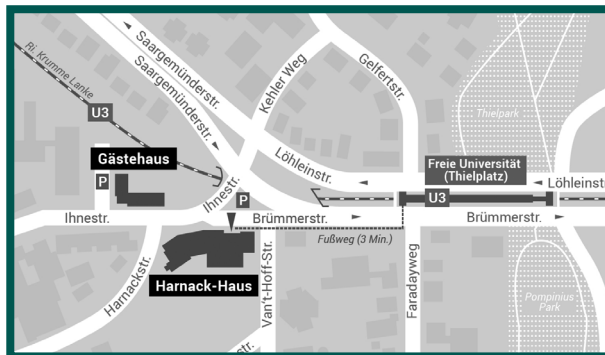 Ri. Krumme Lanke
Saargemünderstr.
Saargemünderstr.
Kehler Weg
Gelfertstr.
Thielpark
U3
Gästehaus
P
Ihnestr.
Löhleinstr.
Freie Universität
(Thielplatz)
U3
Löhleinstr.
P
Ihnestr.
Brümmerstr.
Brümmerstr.
Fußweg (3 Min.)
Harnackstr.
Harnack-Haus
Van't-Hoff-Str.
Faradayweg
Pompinius
Park
str.